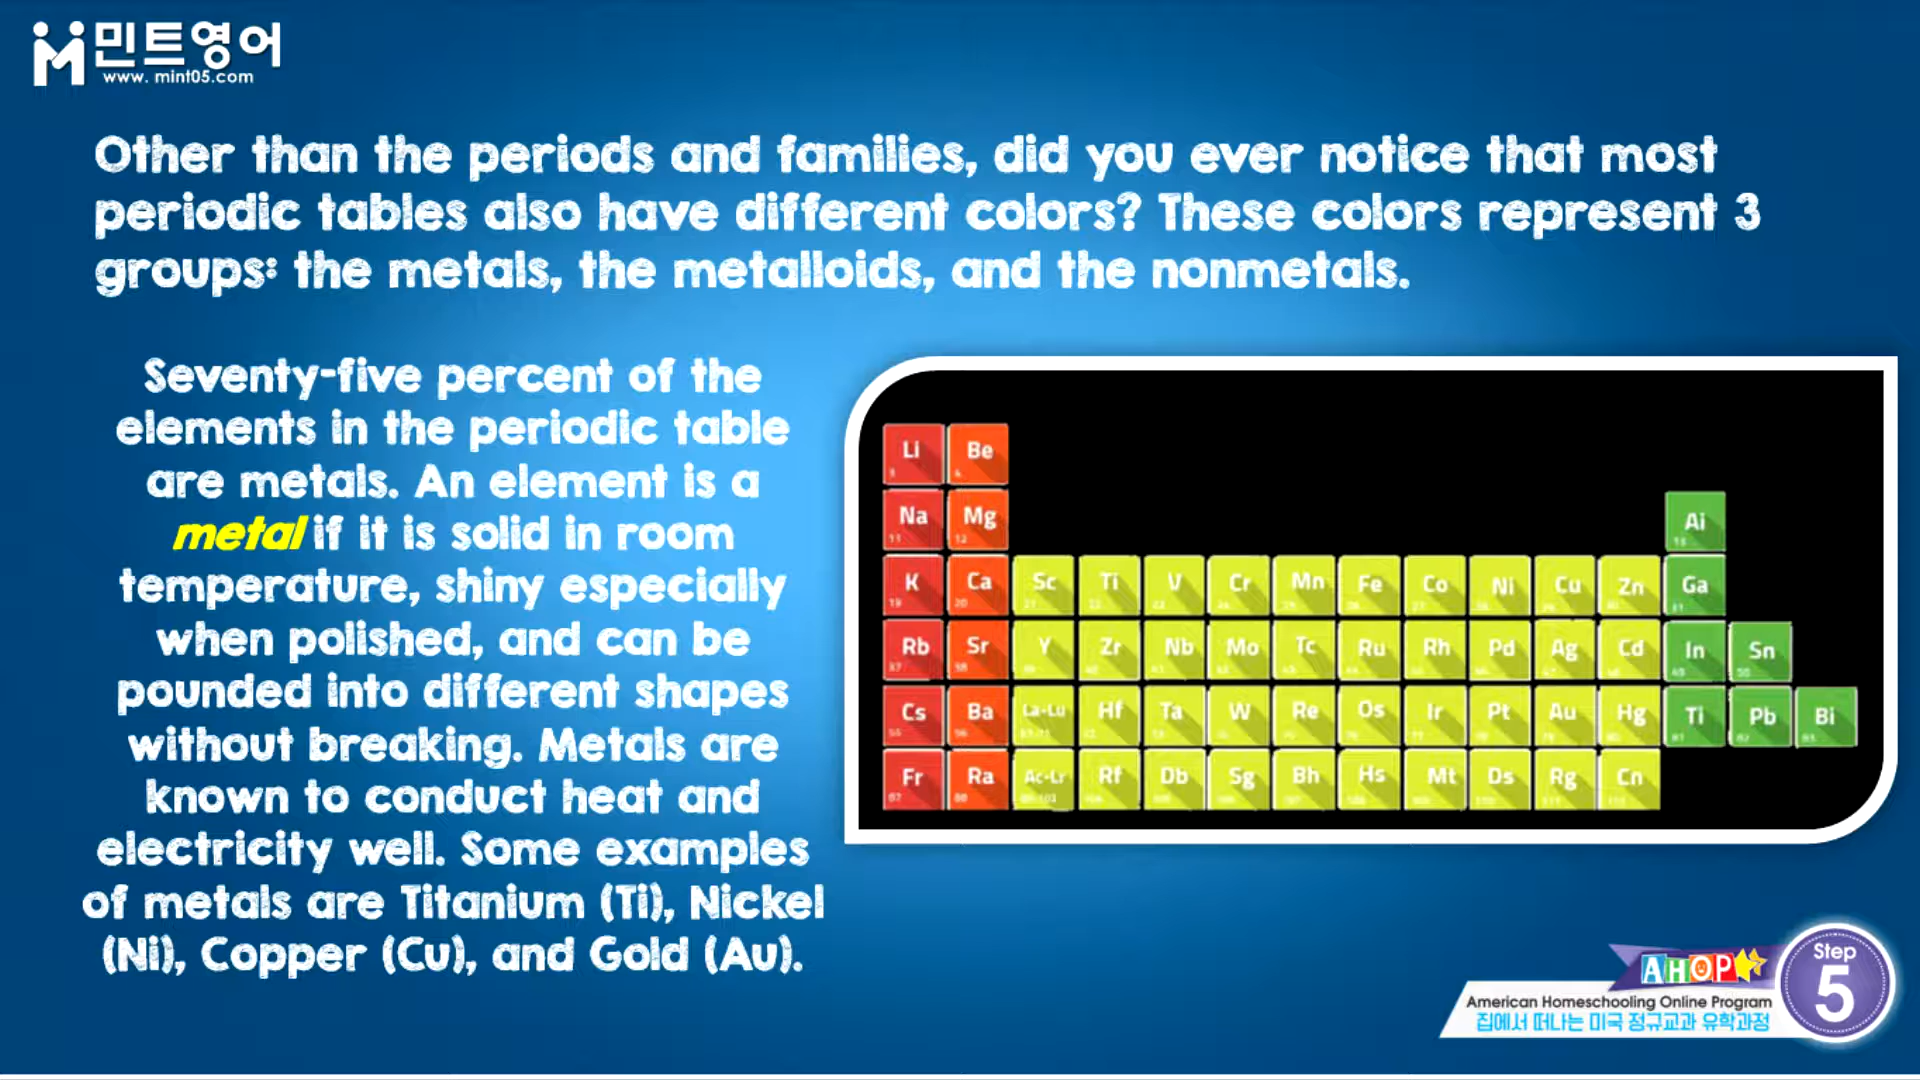 민트영어
www. mint05.com
Other than the periods and families, did you ever notice that most
periodic tables also have different colors? These colors represent 3
groups: the metals, the metalloids, and the nonmetals.
Seventy-five percent of the
elements in the periodic table
are metals. An element is a
metal if it is solid in room
temperature, shiny especially
when polished, and can be
pounded into different shapes
without breaking. Metals are
known to conduct heat and
electricity well. Some examples
of metals are Titanium (Ti), Nickel
(Ni), Copper (Cu), and Gold (Au).
Li Be
Na Mg Ai
K Ca Sc Ti V Cr Mn Fe Co Ni Cu Zn Ga
Rb Sr Y Zr Nb Mo Tc Ru Rh Pd Ag Cd In Sn
Cs Ba La-Lu Hf Ta W Re Os Ir Pt Au Hg Ti Pb Bi
Fr Ra Ac-Lr Rf Db Sg Bh Hs Mt Ds Rg Cn
AHOP
Step
5
American Homeschooling Online Program
집에서 떠나는 미국 정규교과 유학과정